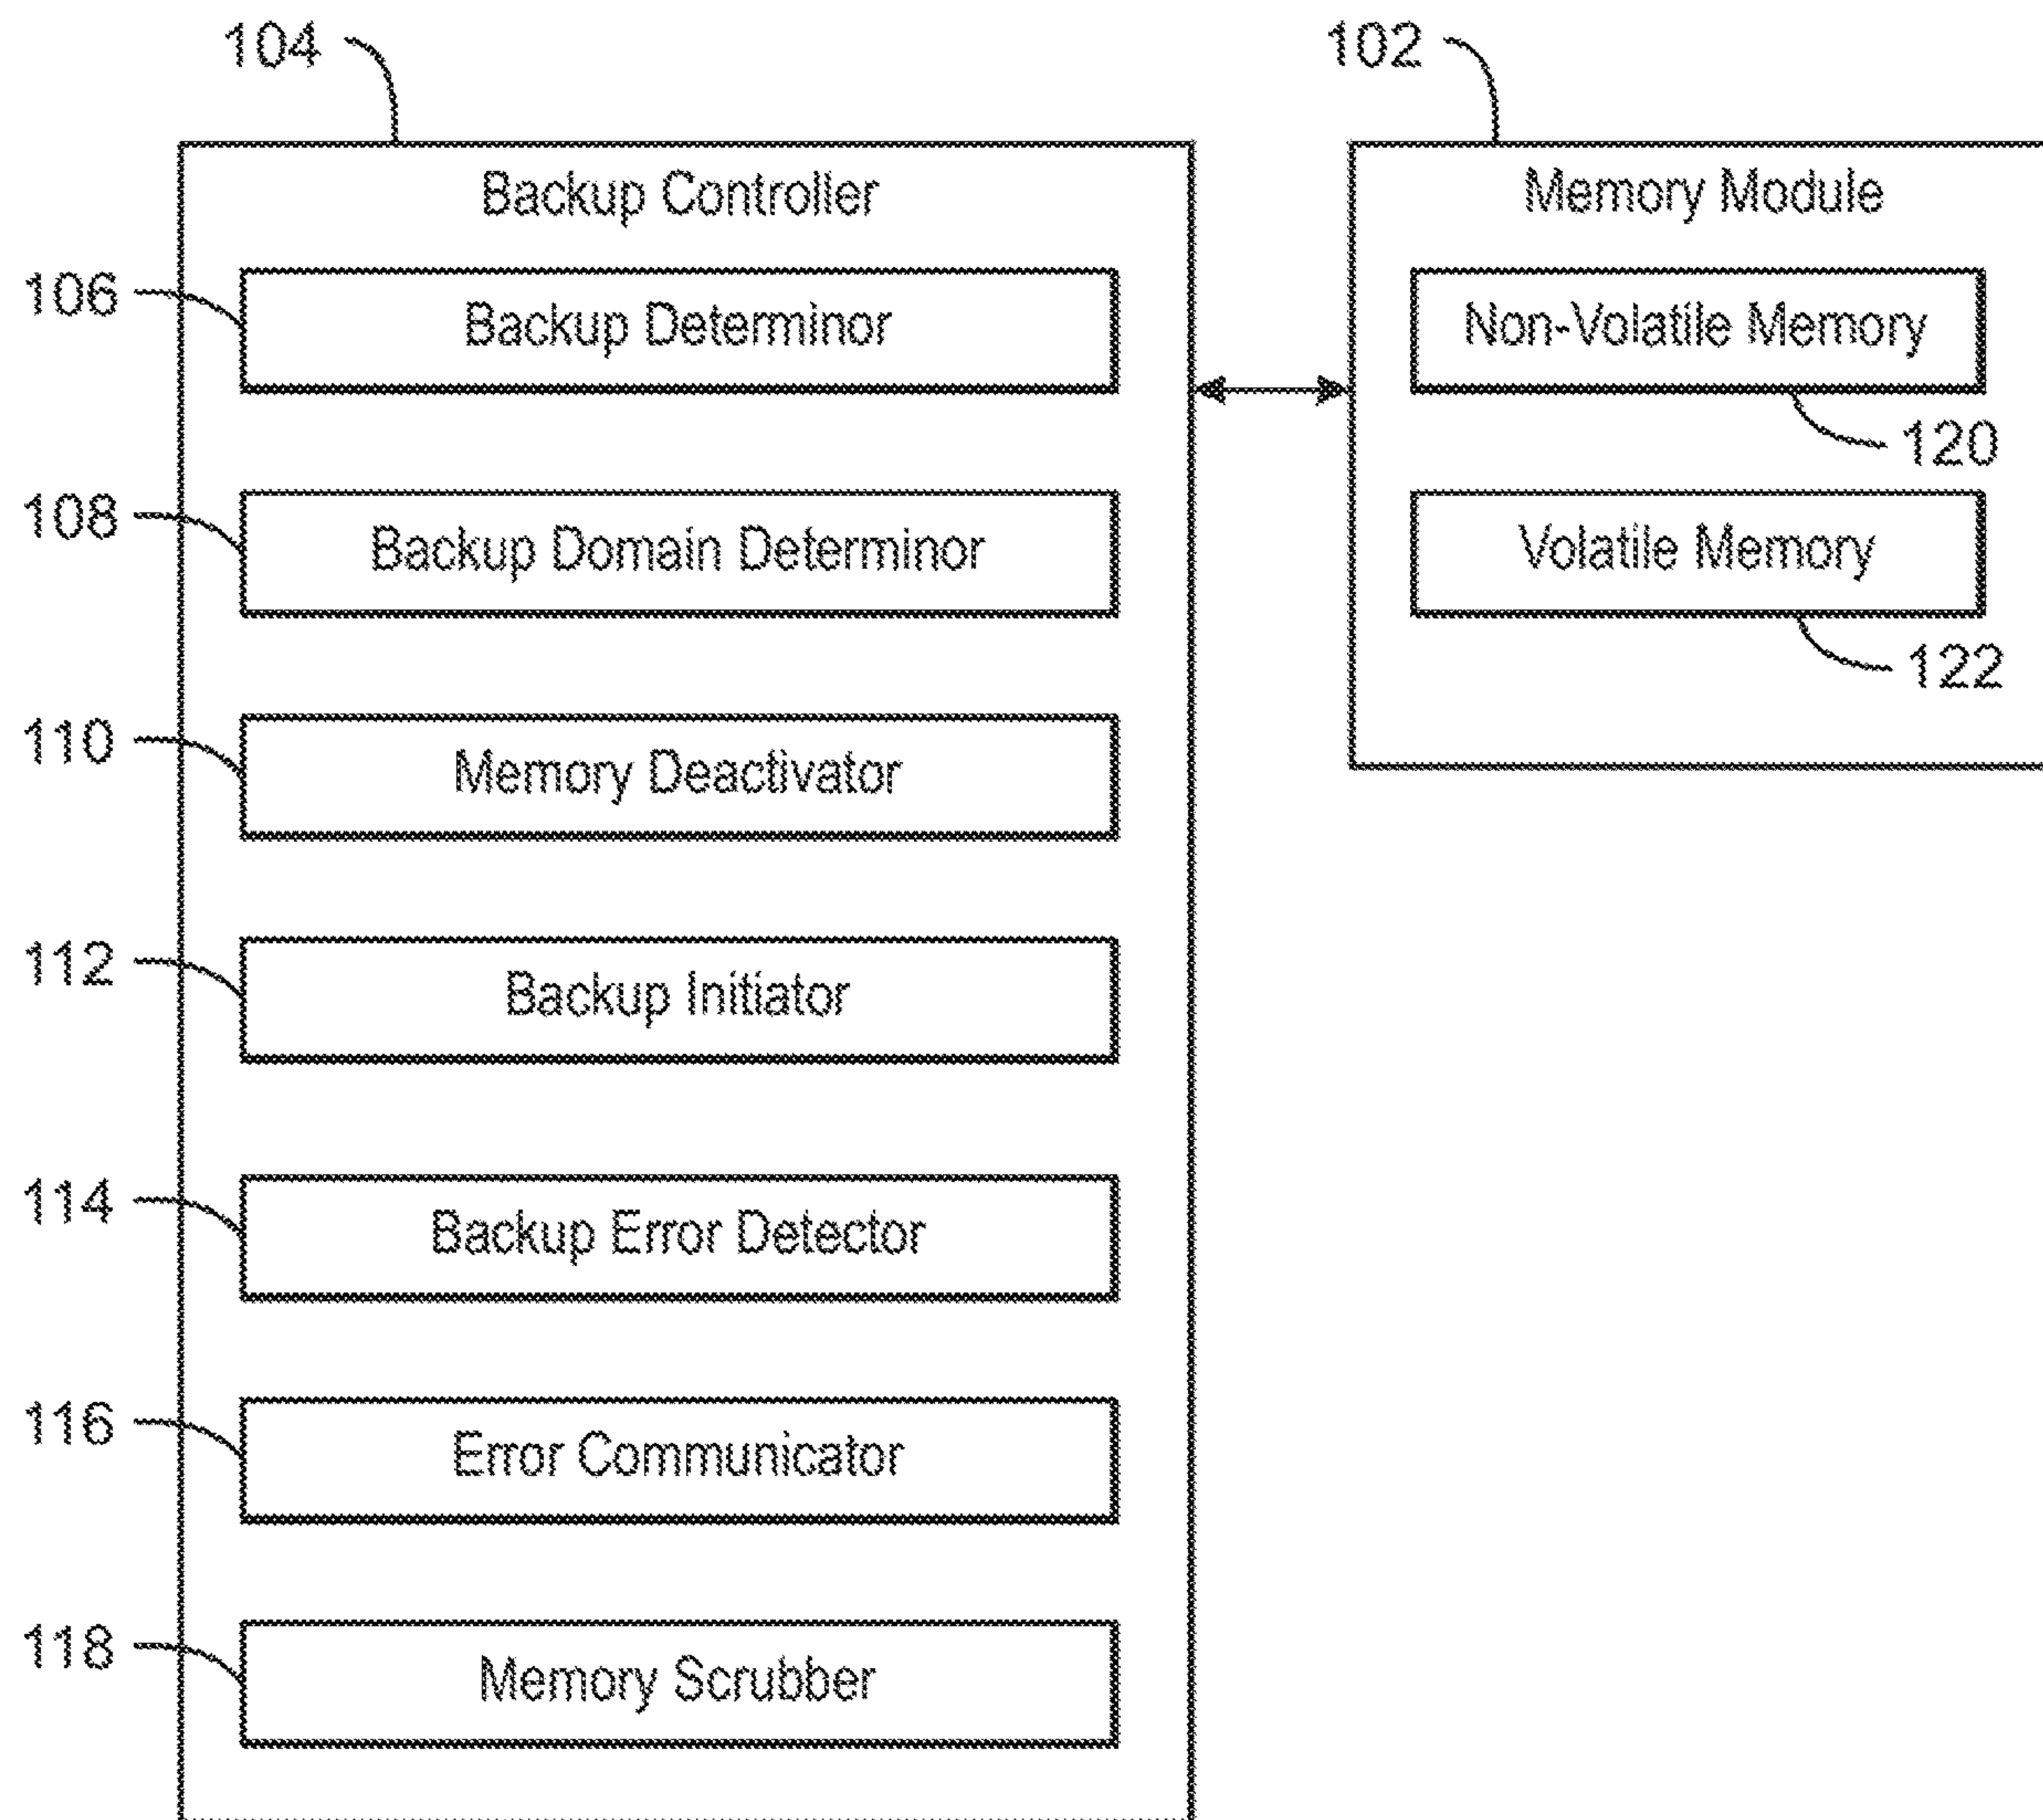 104
102
Backup Controller
Memory Module
106
Backup Determinor
Non-Volatile Memory
120
108
Backup Domain Determinor
Volatile Memory
122
110
Memory Deactivator
112
Backup Initiator
114
Backup Error Detector
116
Error Communicator
118
Memory Scrubber